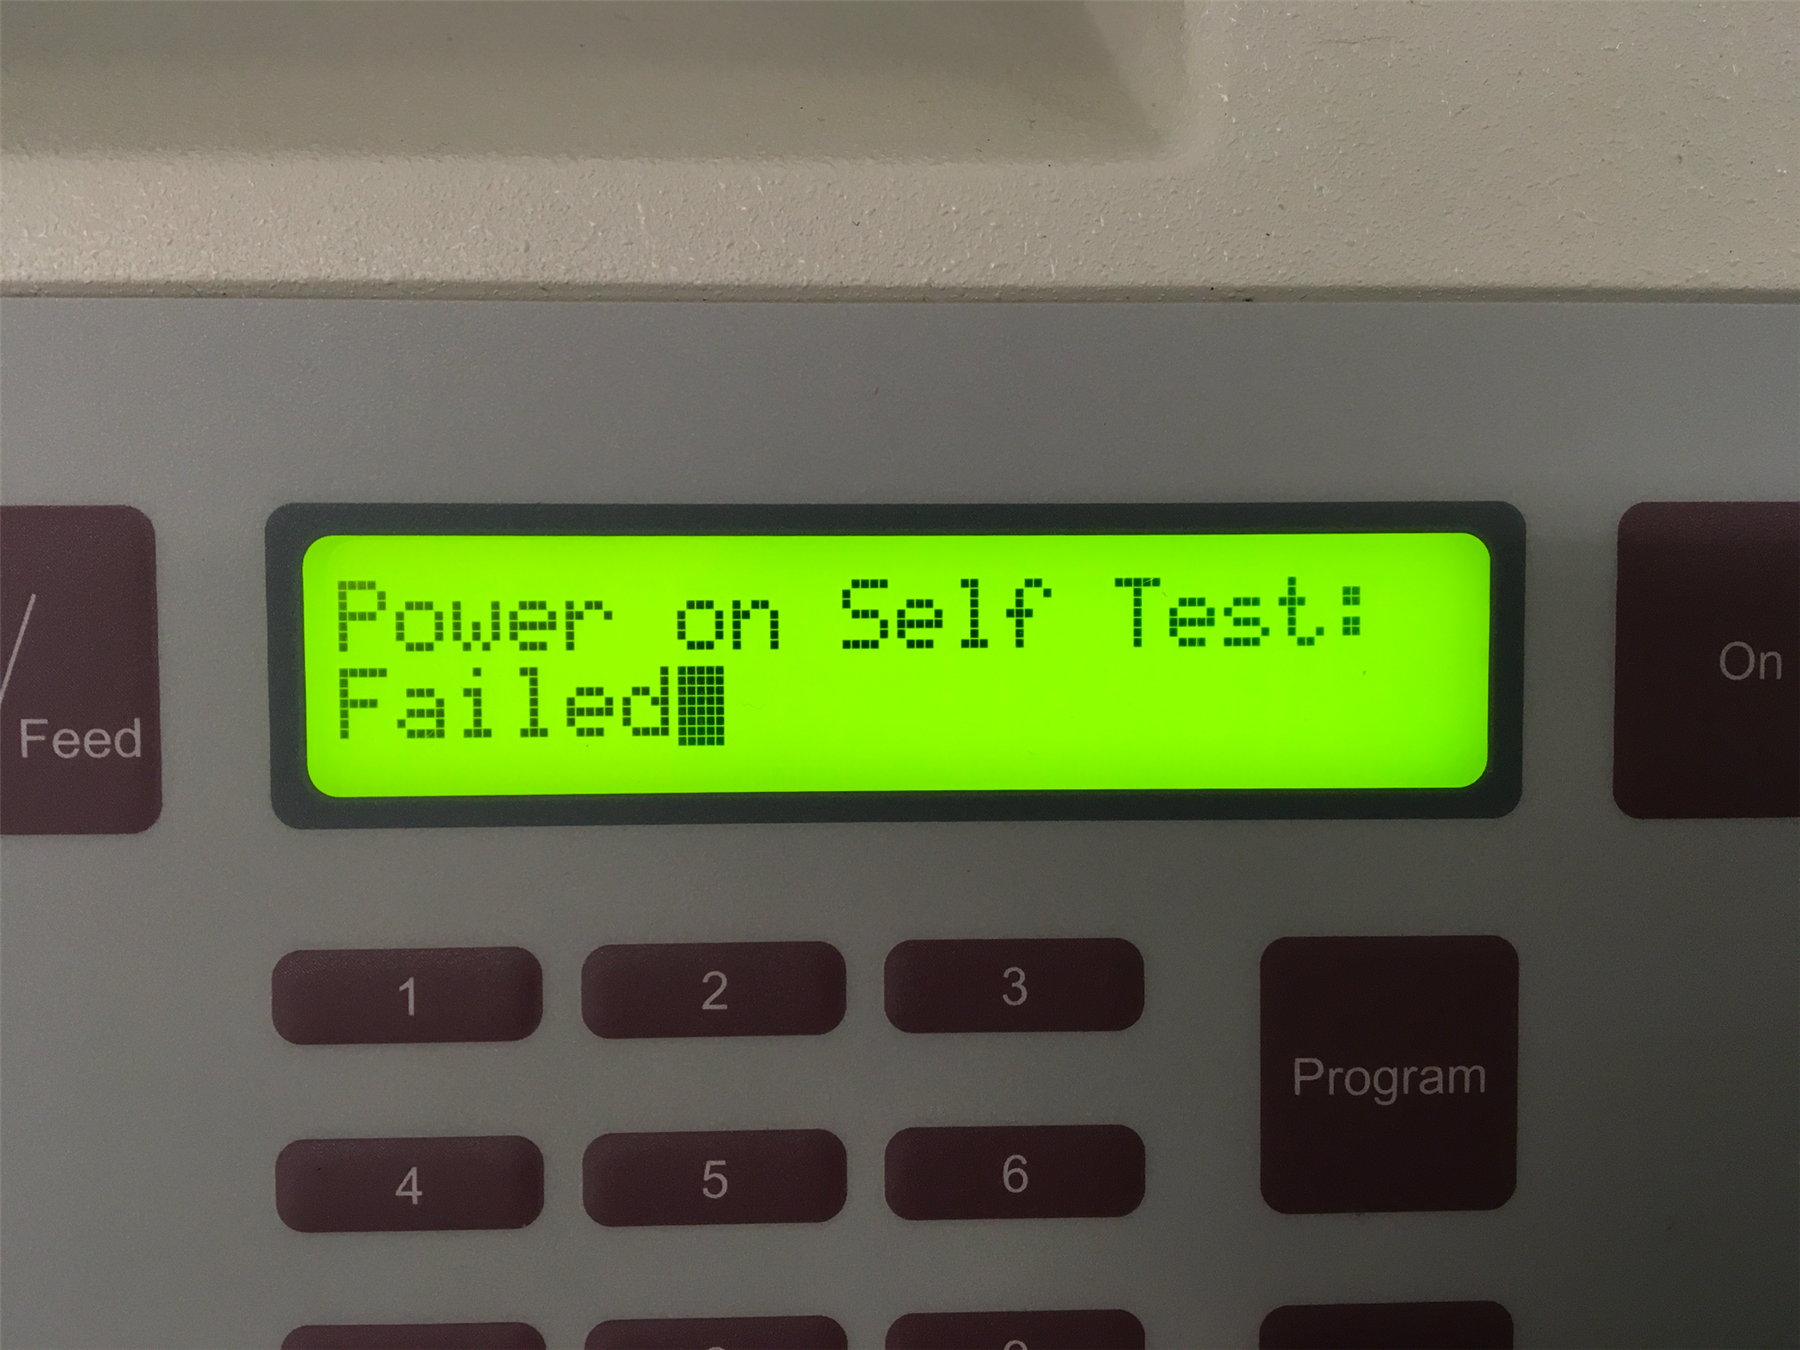 Power on Self Test:
Failed
/
Feed
On
1
2
3
Program
4
5
6